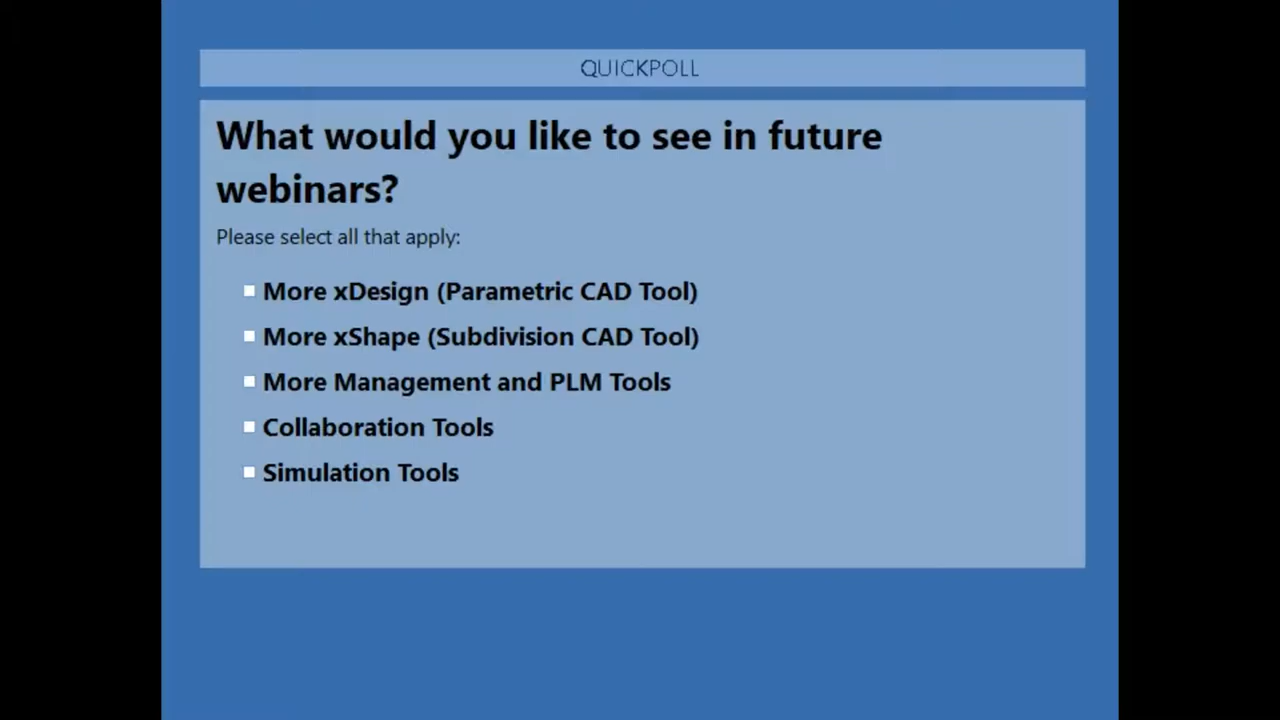 QUICKPOLL
What would you like to see in future
webinars?
Please select all that apply:
More xDesign (Parametric CAD Tool)
More xShape (Subdivision CAD Tool)
More Management and PLM Tools
Collaboration Tools
Simulation Tools